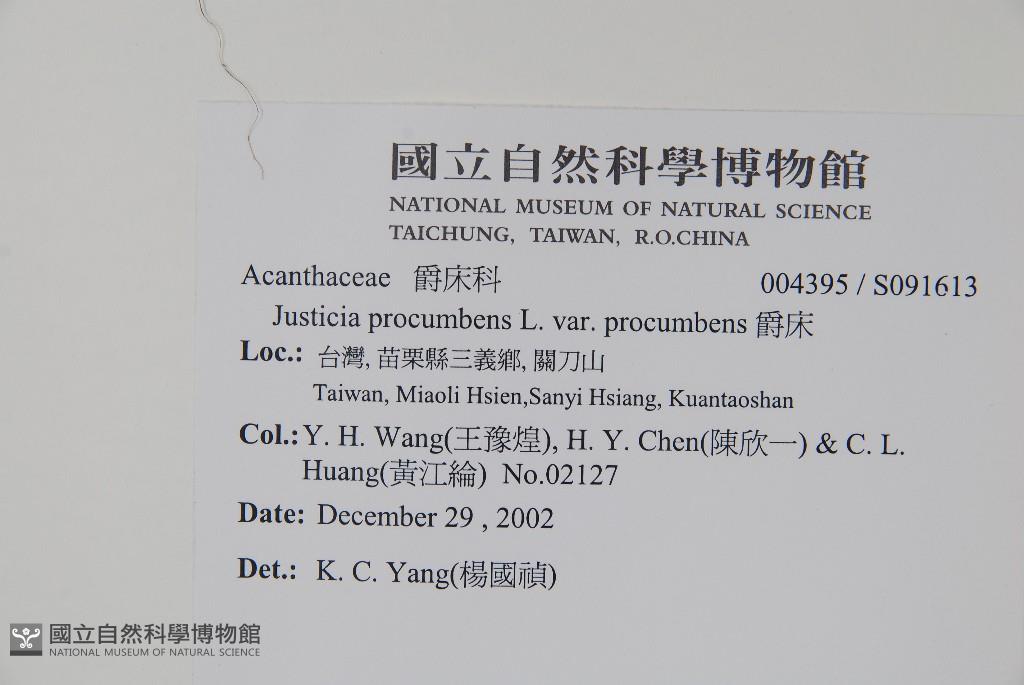 國立自然科學博物館
NATIONAL MUSEUM OF NATURAL SCIENCE
TAICHUNG, TAIWAN, R.O.CHINA
Acanthaceae 爵床科 004395 / S091613
Justicia procumbens L. var. procumbens 爵床
Loc.: 台灣, 苗栗縣三義鄉, 關刀山
Taiwan, Miaoli Hsien,Sanyi Hsiang, Kuantaoshan
Col.: Y. H. Wang(王豫煌), H. Y. Chen(陳欣一) & C. L.
Huang(黃江綸) No.02127
Date: December 29 , 2002
Det.: K. C. Yang(楊國禎)
國立自然科學博物館
NATIONAL MUSEUM OF NATURAL SCIENCE